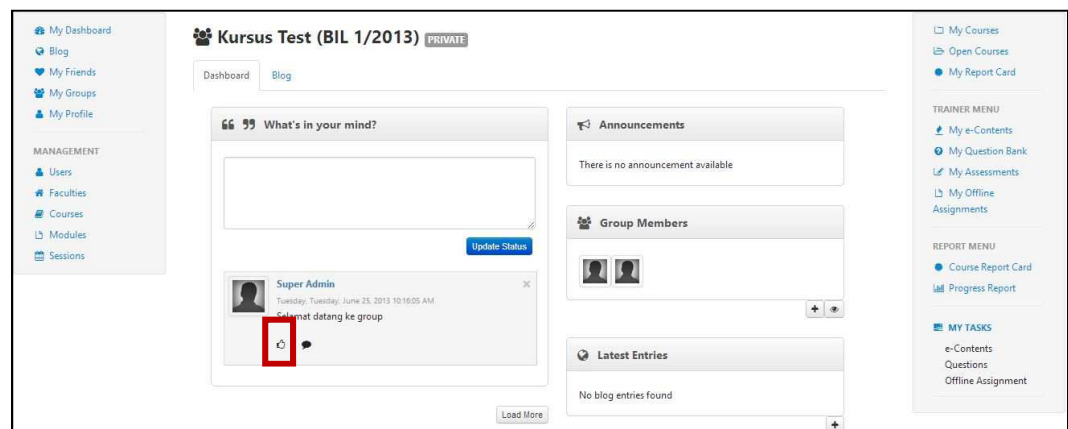 My Dashboard
Blog
My Friends
My Groups
My Profile
MANAGEMENT
Users
Faculties
Courses
Modules
Sessions
Kursus Test (BIL 1/2013) PRIVATE
Dashboard Blog
What's in your mind?
Update Status
Super Admin
Tuesday, Tuesday, June 25, 2013 10:16:05 AM
Selamat datang ke group
Load More
Announcements
There is no announcement available
Group Members
Latest Entries
No blog entries found
My Courses
Open Courses
My Report Card
TRAINER MENU
My e-Contents
My Question Bank
My Assessments
My Offline
Assignments
REPORT MENU
Course Report Card
Progress Report
MY TASKS
e-Contents
Questions
Offline Assignment